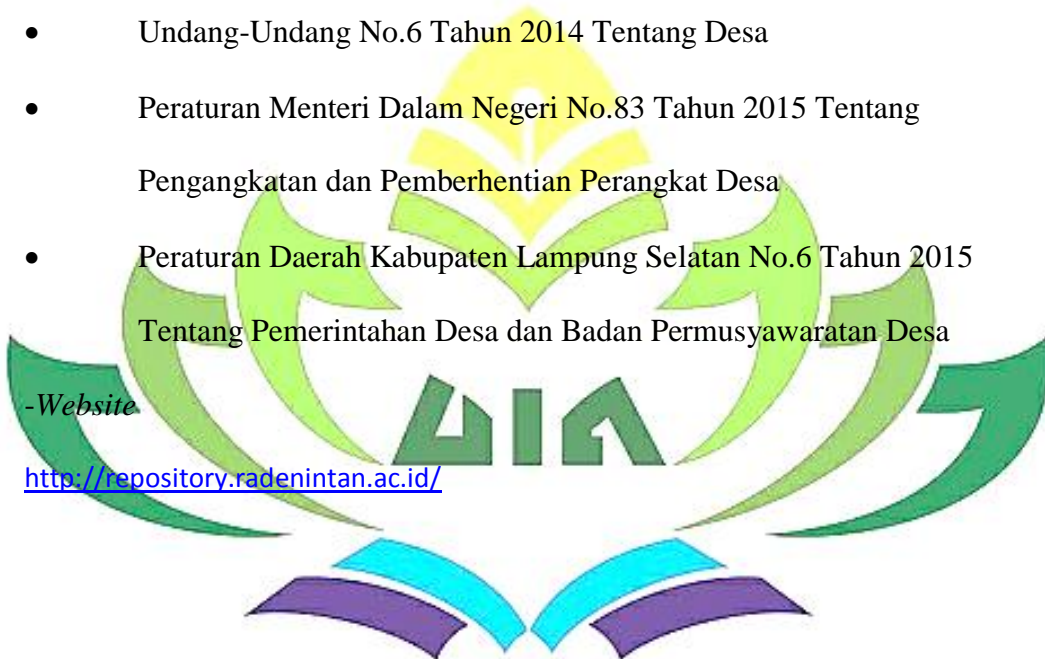 • Undang-Undang No.6 Tahun 2014 Tentang Desa
• Peraturan Menteri Dalam Negeri No.83 Tahun 2015 Tentang
Pengangkatan dan Pemberhentian Perangkat Desa
• Peraturan Daerah Kabupaten Lampung Selatan No.6 Tahun 2015
Tentang Pemerintahan Desa dan Badan Permusyawaratan Desa
-Website
UIN
http://repository.radenintan.ac.id/